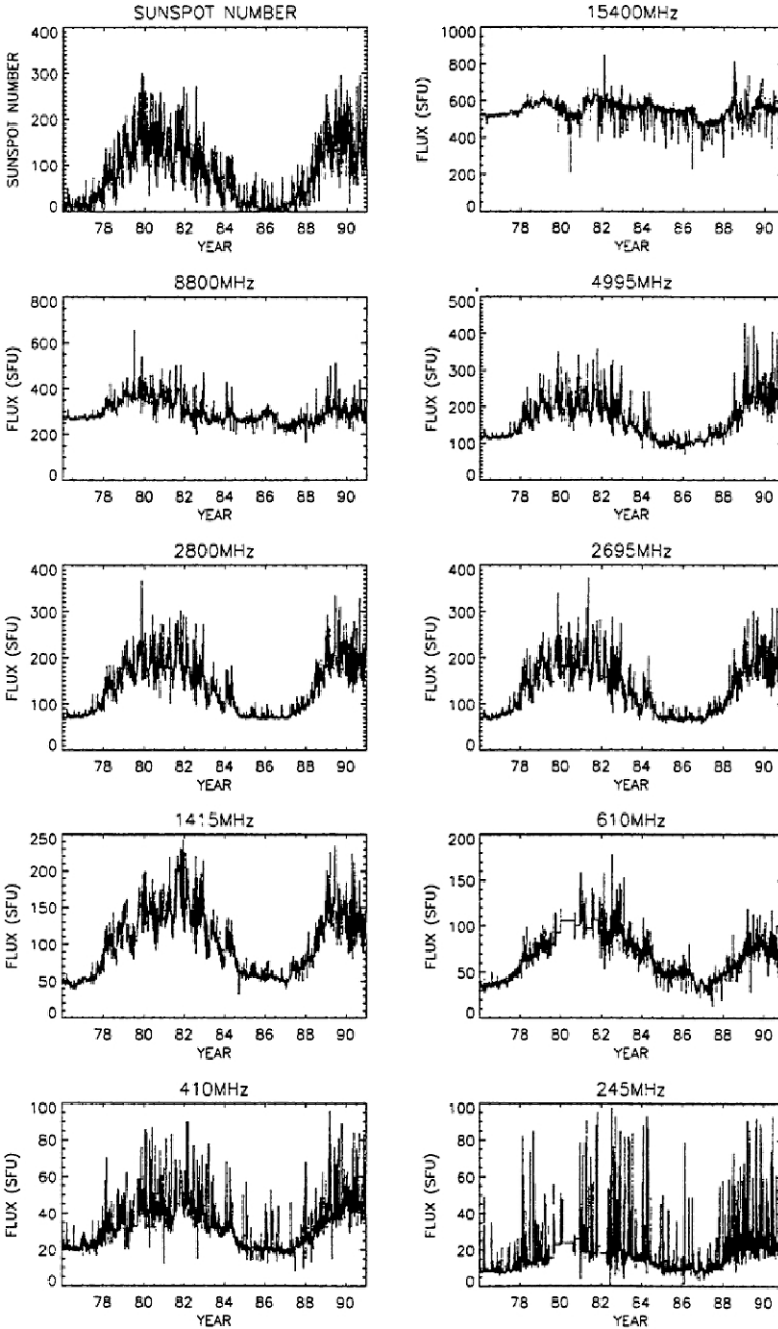 SUNSPOT NUMBER
400
300
200
100
0
SUNSPOT NUMBER
78 80 82 84 86 88 90
YEAR
15400MHz
1000
800
600
400
200
0
FLUX (SFU)
78 80 82 84 86 88 90
YEAR
8800MHz
800
600
400
200
0
FLUX (SFU)
78 80 82 84 86 88 90
YEAR
4995MHz
500
400
300
200
100
0
FLUX (SFU)
78 80 82 84 86 88 90
YEAR
2800MHz
400
300
200
100
0
FLUX (SFU)
78 80 82 84 86 88 90
YEAR
2695MHz
400
300
200
100
0
FLUX (SFU)
78 80 82 84 86 88 90
YEAR
1415MHz
250
200
150
100
50
0
FLUX (SFU)
78 80 82 84 86 88 90
YEAR
610MHz
200
150
100
50
0
FLUX (SFU)
78 80 82 84 86 88 90
YEAR
410MHz
100
80
60
40
20
0
FLUX (SFU)
78 80 82 84 86 88 90
YEAR
245MHz
100
80
60
40
20
0
FLUX (SFU)
78 80 82 84 86 88 90
YEAR